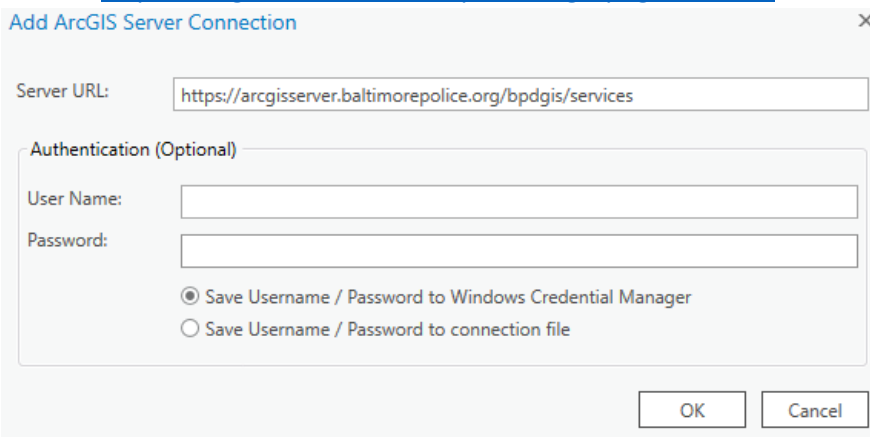 Add ArcGIS Server Connection
Server URL: https://arcgisserver.baltimorepolice.org/bpdgis/services
Authentication (Optional)
User Name:
Password:
Save Username / Password to Windows Credential Manager
Save Username / Password to connection file
OK Cancel